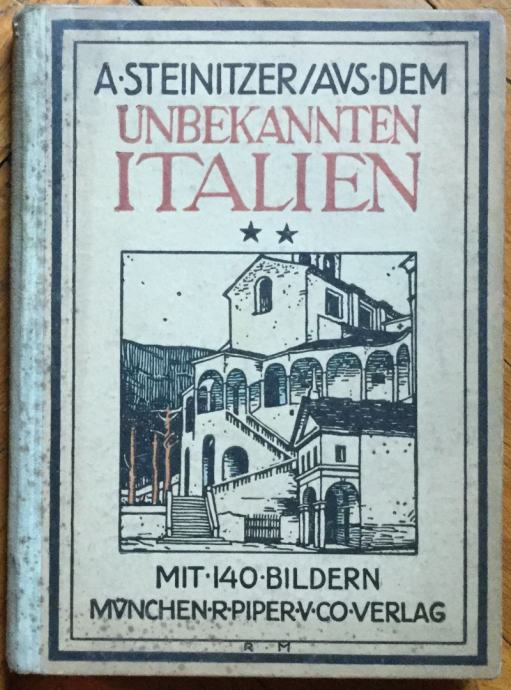 A·STEINITZER/AVS·DEM
UNBEKANNTEN
ITALIEN
MIT·140·BILDERN
MVNCHEN·R·PIPER·V·CO·VERLAG
R·M